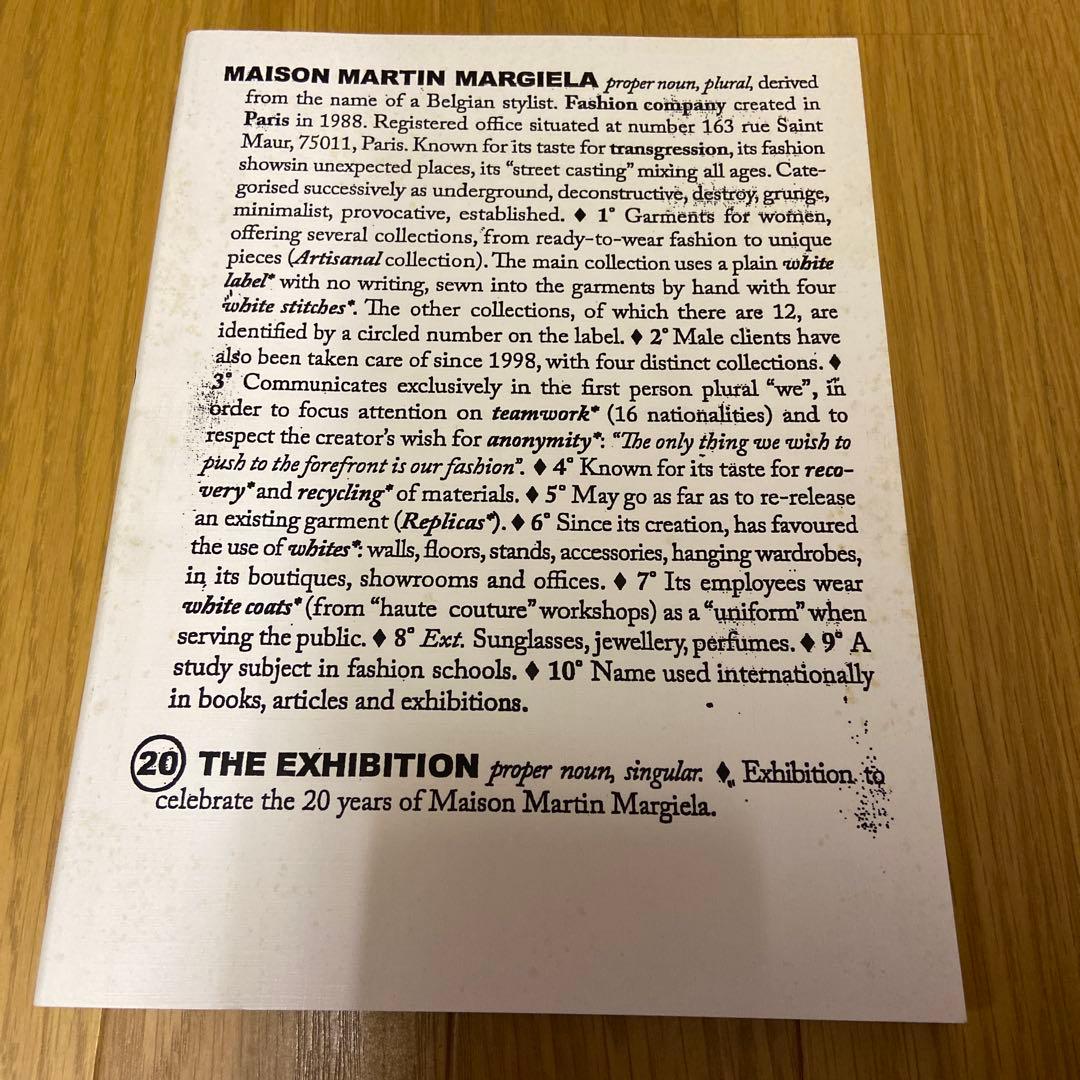 MAISON MARTIN MARGIELA proper noun, plural, derived
from the name of a Belgian stylist. Fashion company created in
Paris in 1988. Registered office situated at number 163 rue Saint
Maur, 75011, Paris. Known for its taste for transgression, its fashion
showsin unexpected places, its “street casting” mixing all ages. Cate-
gorised successively as underground, deconstructive, destroy, grunge,
minimalist, provocative, established. ♦ 1° Garments for women,
offering several collections, from ready-to-wear fashion to unique
pieces (Artisanal collection). The main collection uses a plain white
label* with no writing, sewn into the garments by hand with four
white stitches*. The other collections, of which there are 12, are
identified by a circled number on the label. ♦ 2° Male clients have
also been taken care of since 1998, with four distinct collections. ♦
3° Communicates exclusively in the first person plural “we”, in
order to focus attention on teamwork* (16 nationalities) and to
respect the creator’s wish for anonymity*: “The only thing we wish to
push to the forefront is our fashion”. ♦ 4° Known for its taste for reco-
very* and recycling* of materials. ♦ 5° May go as far as to re-release
an existing garment (Replicas*). ♦ 6° Since its creation, has favoured
the use of whites*: walls, floors, stands, accessories, hanging wardrobes,
in its boutiques, showrooms and offices. ♦ 7° Its employees wear
white coats* (from “haute couture” workshops) as a “uniform” when
serving the public. ♦ 8° Ext. Sunglasses, jewellery, perfumes. ♦ 9° A
study subject in fashion schools. ♦ 10° Name used internationally
in books, articles and exhibitions.
20 THE EXHIBITION proper noun, singular. ♦ Exhibition to
celebrate the 20 years of Maison Martin Margiela.